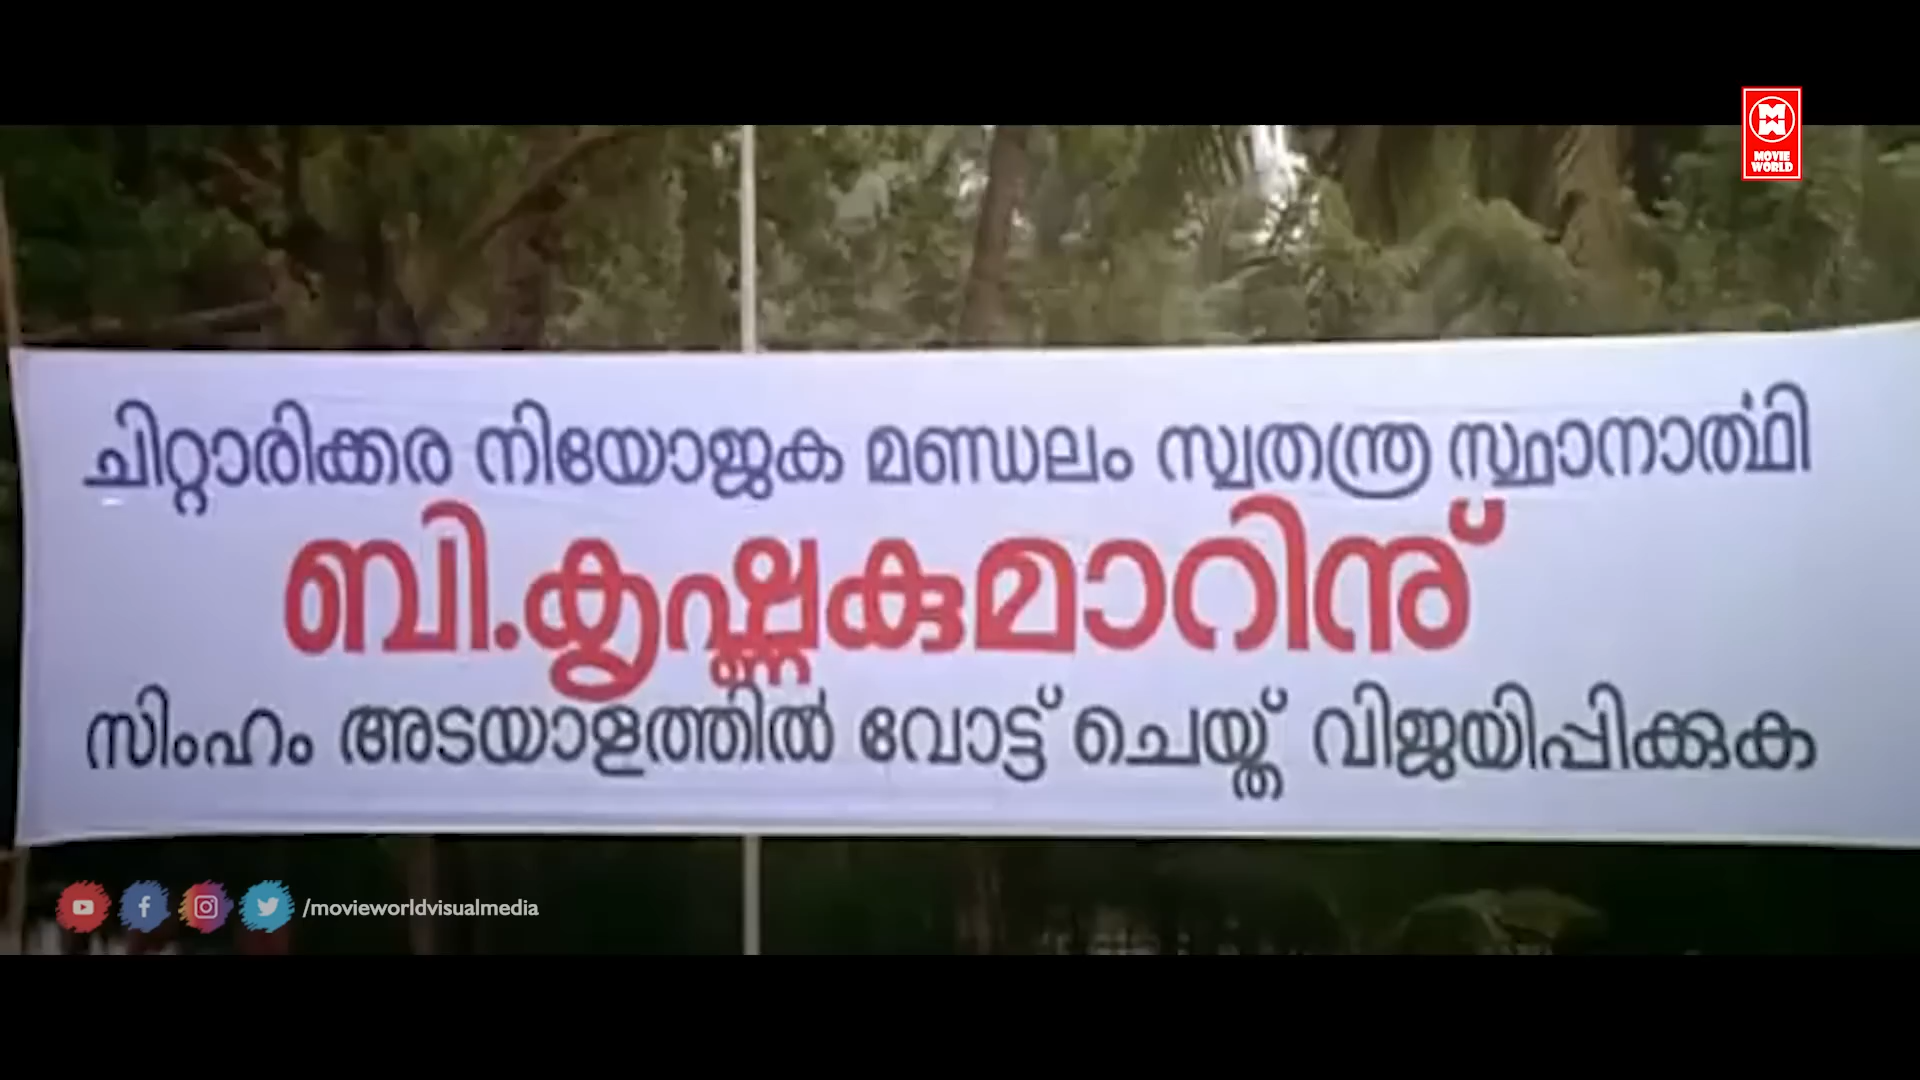 MOVIE
WORLD
ചിറ്റാരിക്കര നിയോജക മണ്ഡലം സ്വതന്ത്ര സ്ഥാനാർത്ഥി
ബി.കൃഷ്ണകുമാറിനു്
സിംഹം അടയാളത്തിൽ വോട്ട് ചെയ്ത് വിജയിപ്പിക്കുക
/movieworldvisualmedia